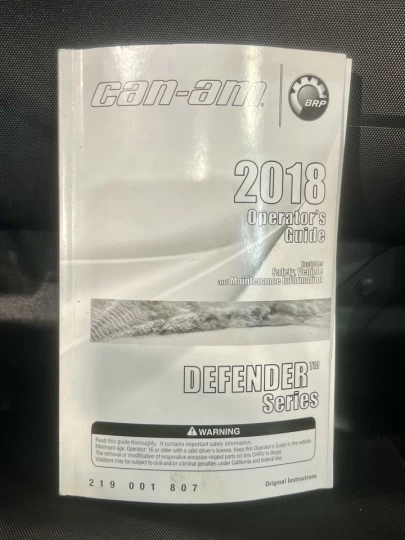 can-am
BRP
2018
Operator's
Guide
Includes
Safety, Vehicle
and Maintenance Information
DEFENDER™
Series
WARNING
Read this guide thoroughly. It contains important safety information.
Minimum age: Operator: 16 or older with a valid driver's license. Keep this Operator's Guide in the vehicle.
The removal or modification of evaporative emission-related parts on this OHRV is illegal.
Violators may be subject to civil and/or criminal penalties under California and federal law.
219 001 807
Original Instructions